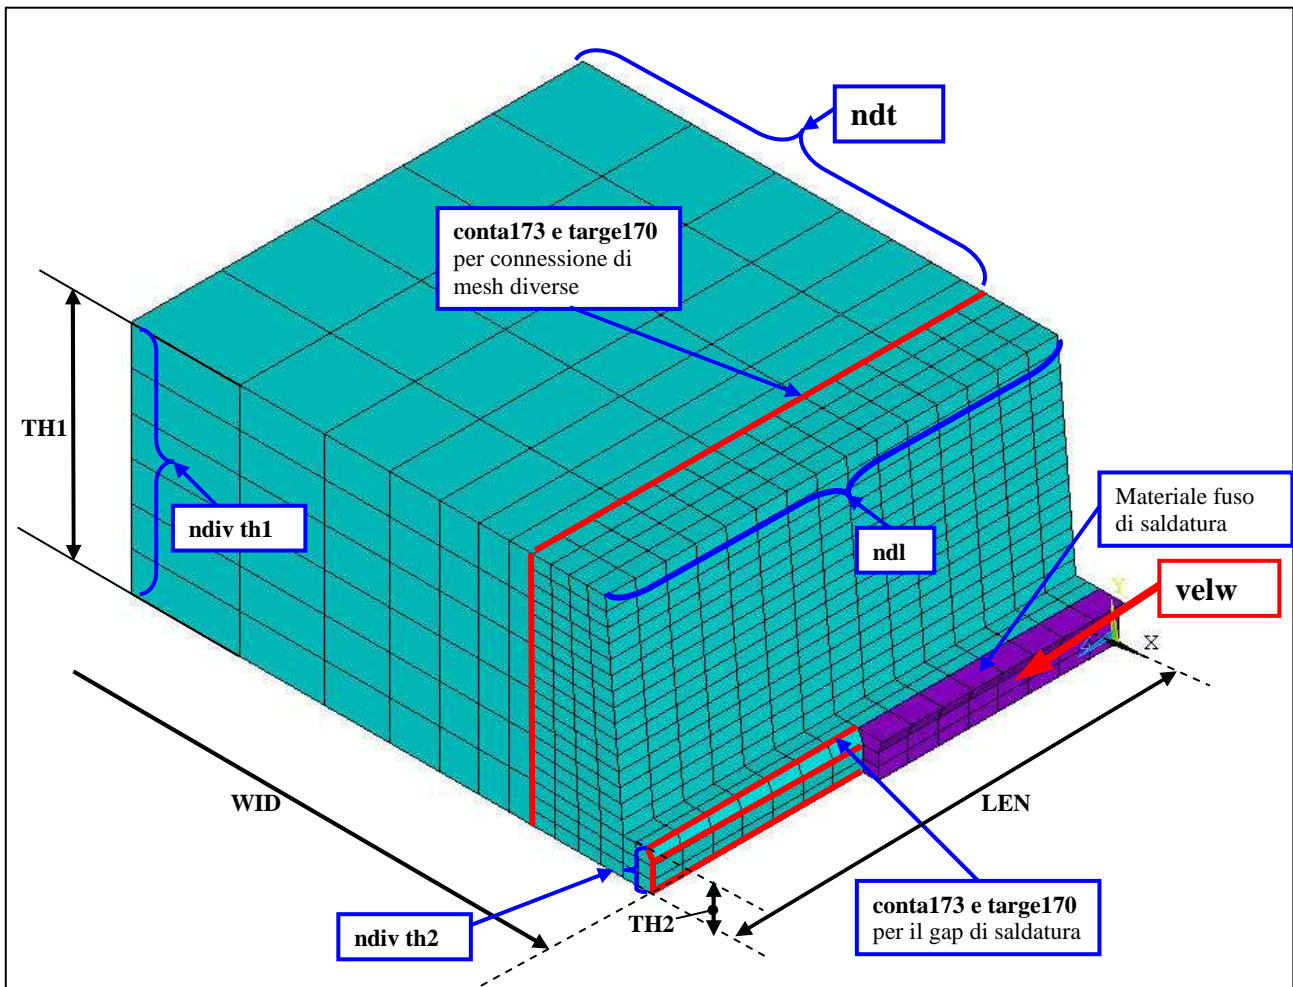 ndt
conta173 e targe170
per connessione di
mesh diverse
TH1
ndiv th1
ndl
Materiale fuso
di saldatura
velw
Y
X
WID
LEN
TH2
ndiv th2
conta173 e targe170
per il gap di saldatura